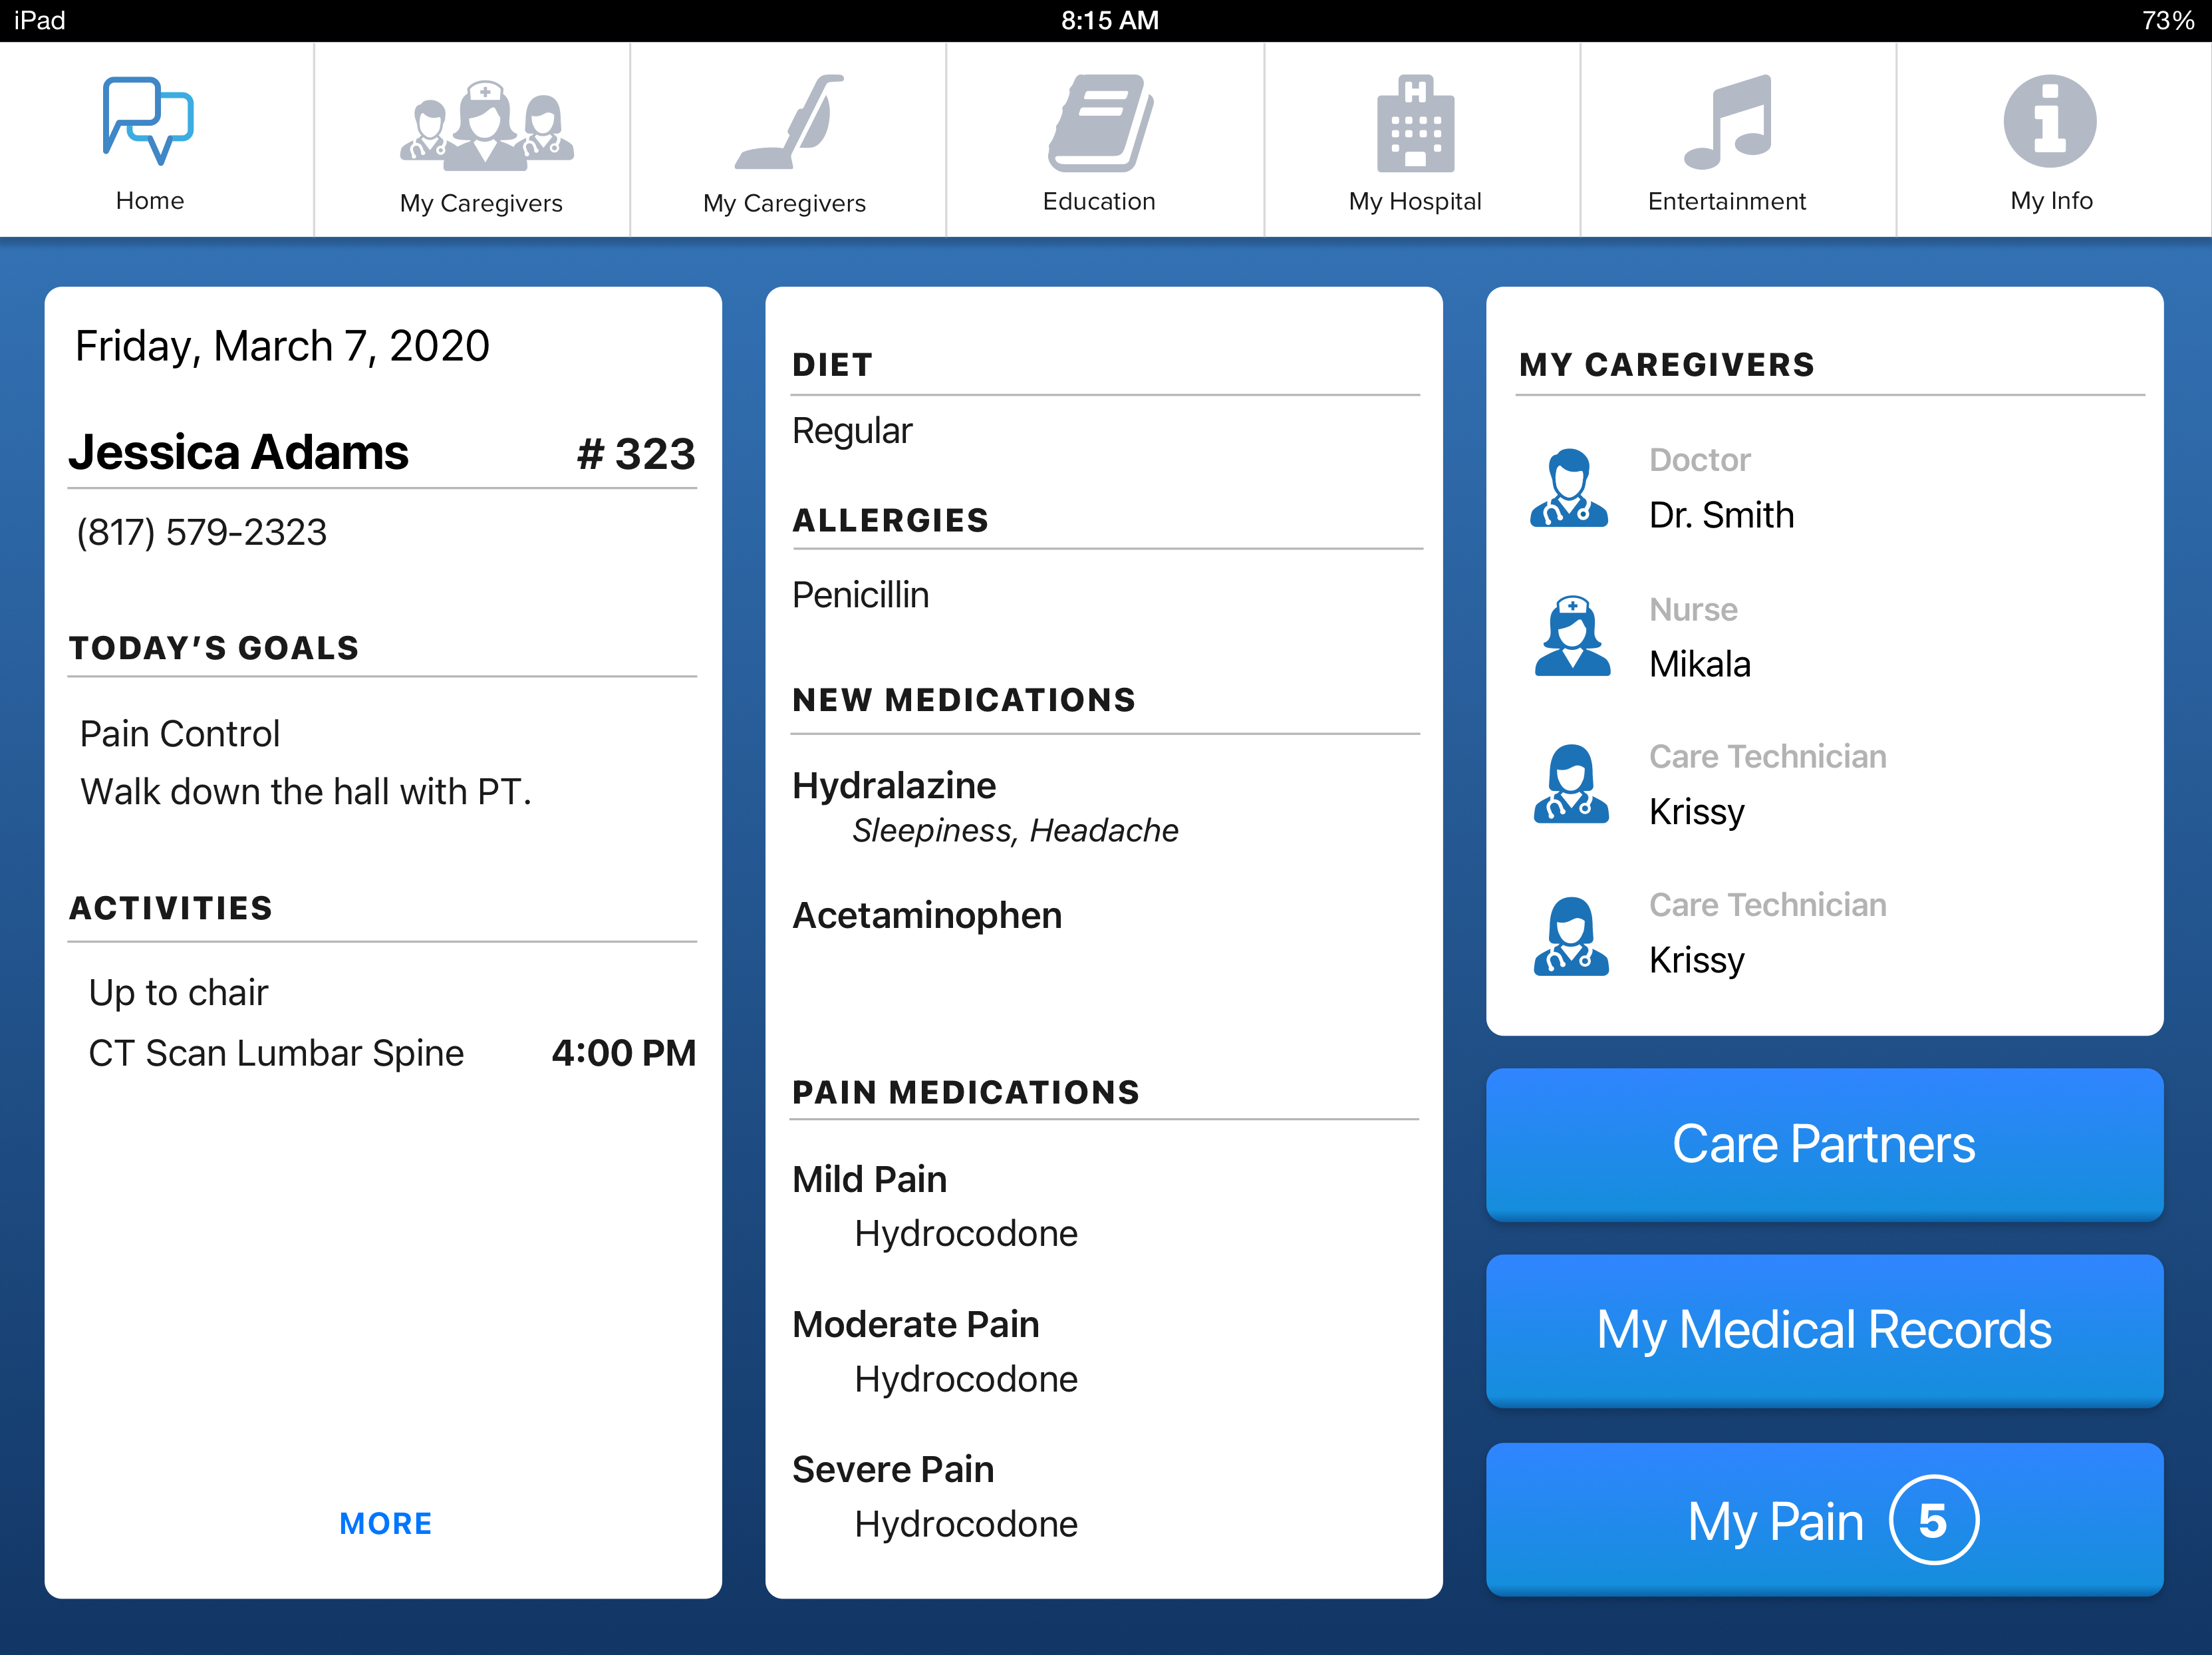 iPad 8:15 AM 73%
Home My Caregivers My Caregivers Education My Hospital Entertainment My Info
Friday, March 7, 2020
Jessica Adams # 323
(817) 579-2323
TODAY'S GOALS
Pain Control
Walk down the hall with PT.
ACTIVITIES
Up to chair
CT Scan Lumbar Spine 4:00 PM
MORE
DIET
Regular
ALLERGIES
Penicillin
NEW MEDICATIONS
Hydralazine
Sleepiness, Headache
Acetaminophen
PAIN MEDICATIONS
Mild Pain
Hydrocodone
Moderate Pain
Hydrocodone
Severe Pain
Hydrocodone
MY CAREGIVERS
Doctor
Dr. Smith
Nurse
Mikala
Care Technician
Krissy
Care Technician
Krissy
Care Partners
My Medical Records
My Pain 5